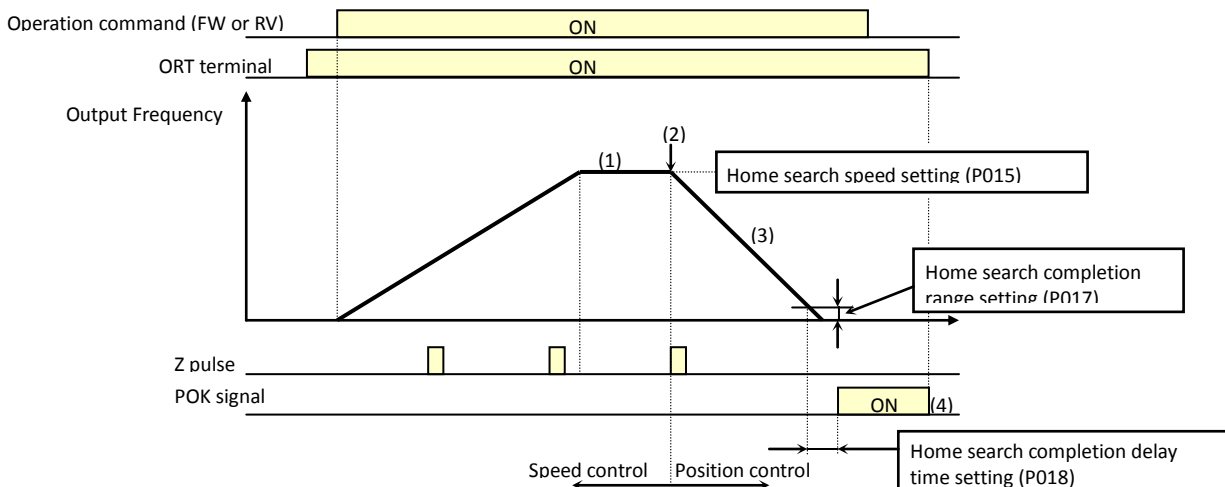 Operation command (FW or RV)
ON
ORT terminal
ON
Output Frequency
(2)
(1)
Home search speed setting (P015)
(3)
Home search completion
range setting (P017)
Z pulse
POK signal
ON
(4)
Speed control
Position control
Home search completion delay
time setting (P018)